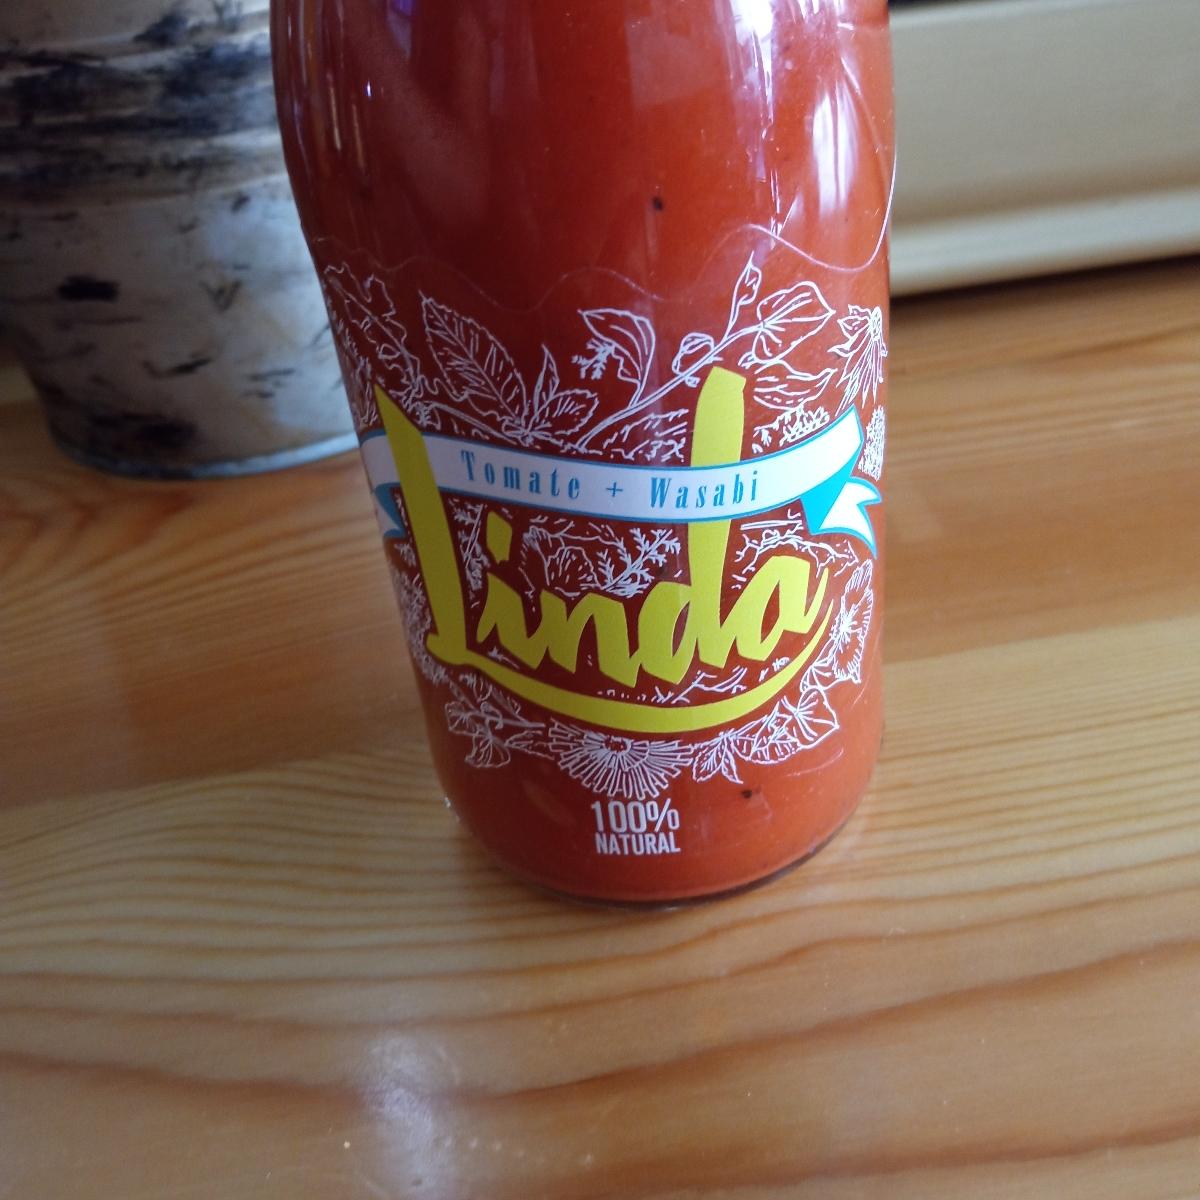 Tomate + Wasabi
Linda
100%
NATURAL